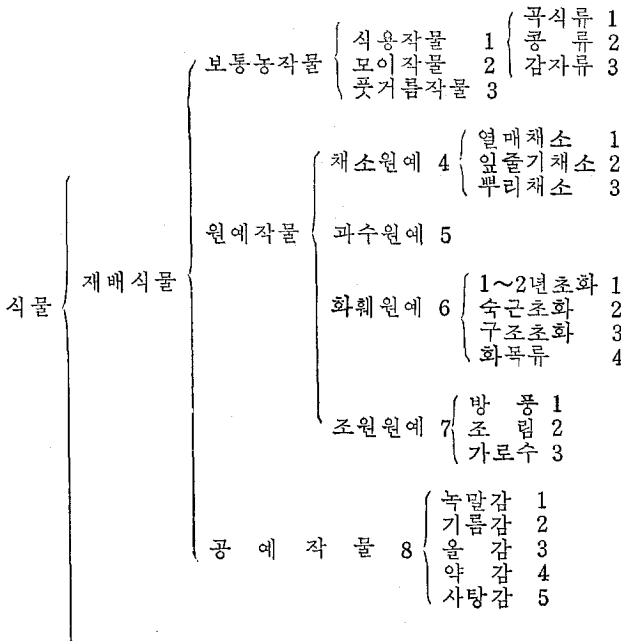 곡식류 1
식용작물 1 콩 류 2
보통농작물 모이작물 2 감자류 3
풋거름작물 3
열매채소 1
채소원예 4 잎줄기채소 2
뿌리채소 3
원예작물 과수원예 5
재배식물
1~2년초화 1
식물 화훼원예 6 숙근초화 2
구조초화 3
화목류 4
방 풍 1
조원원예 7 조 림 2
가로수 3
녹말감 1
기름감 2
공 예 작 물 8 올 감 3
약 감 4
사탕감 5